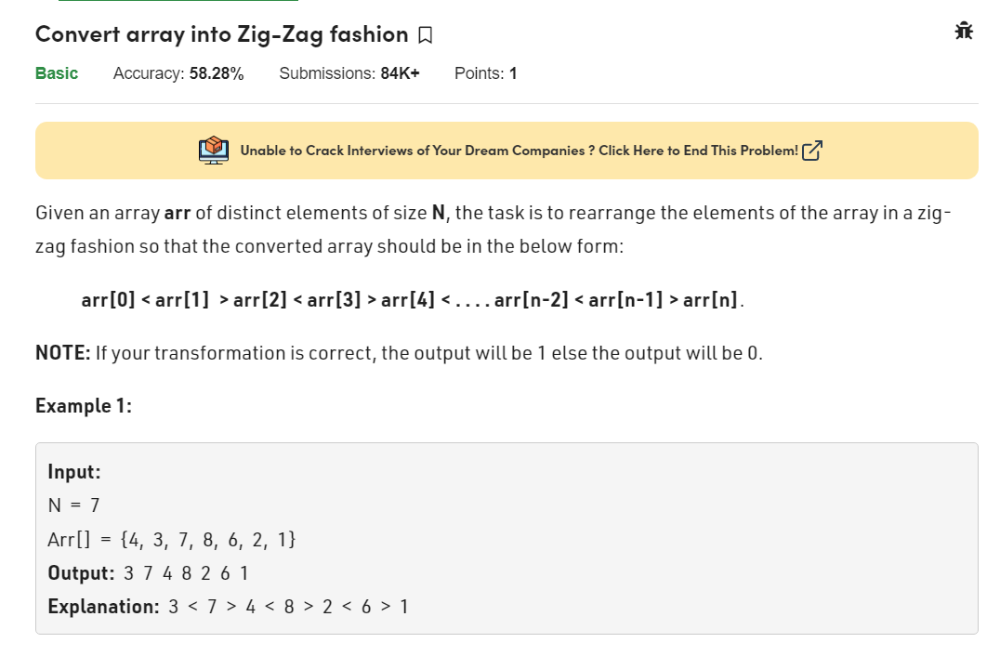 Convert array into Zig-Zag fashion
Basic Accuracy: 58.28% Submissions: 84K+ Points: 1
Unable to Crack Interviews of Your Dream Companies ? Click Here to End This Problem!
Given an array arr of distinct elements of size N, the task is to rearrange the elements of the array in a zig-
zag fashion so that the converted array should be in the below form:
arr[0] < arr[1]  > arr[2] < arr[3] > arr[4] < . . . . arr[n-2] < arr[n-1] > arr[n].
NOTE: If your transformation is correct, the output will be 1 else the output will be 0.
Example 1:
Input:
N = 7
Arr[] = {4, 3, 7, 8, 6, 2, 1}
Output: 3 7 4 8 2 6 1
Explanation: 3 < 7 > 4 < 8 > 2 < 6 > 1